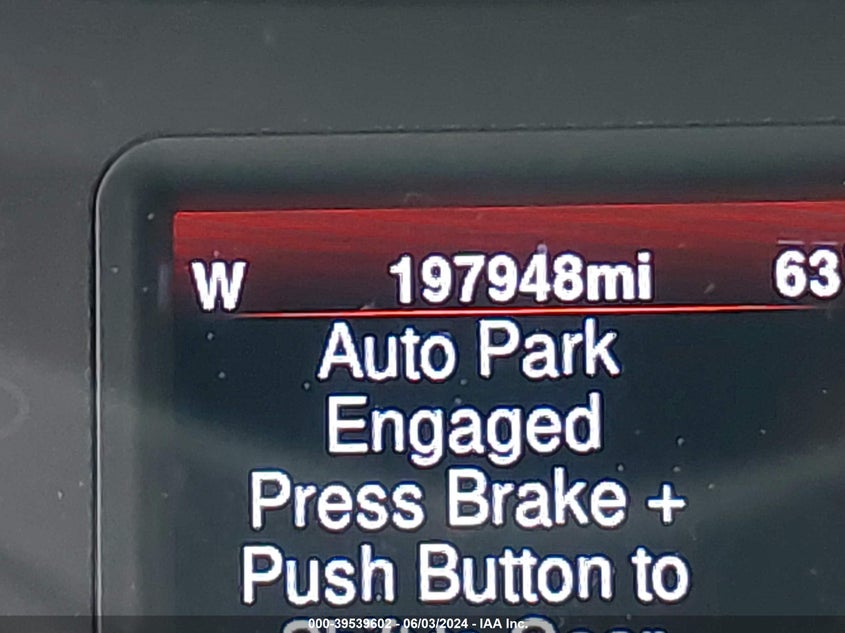 W 197948mi 63
Auto Park
Engaged
Press Brake +
Push Button to
000-39539602 - 06/03/2024 - IAA Inc.